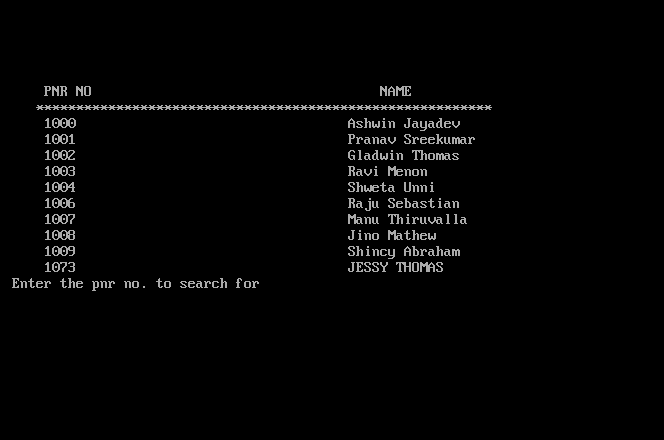 PNR NO NAME
*********************************************************
1000 Ashwin Jayadev
1001 Pranav Sreekumar
1002 Gladwin Thomas
1003 Ravi Menon
1004 Shweta Unni
1006 Raju Sebastian
1007 Manu Thiruvalla
1008 Jino Mathew
1009 Shincy Abraham
1073 JESSY THOMAS
Enter the pnr no. to search for